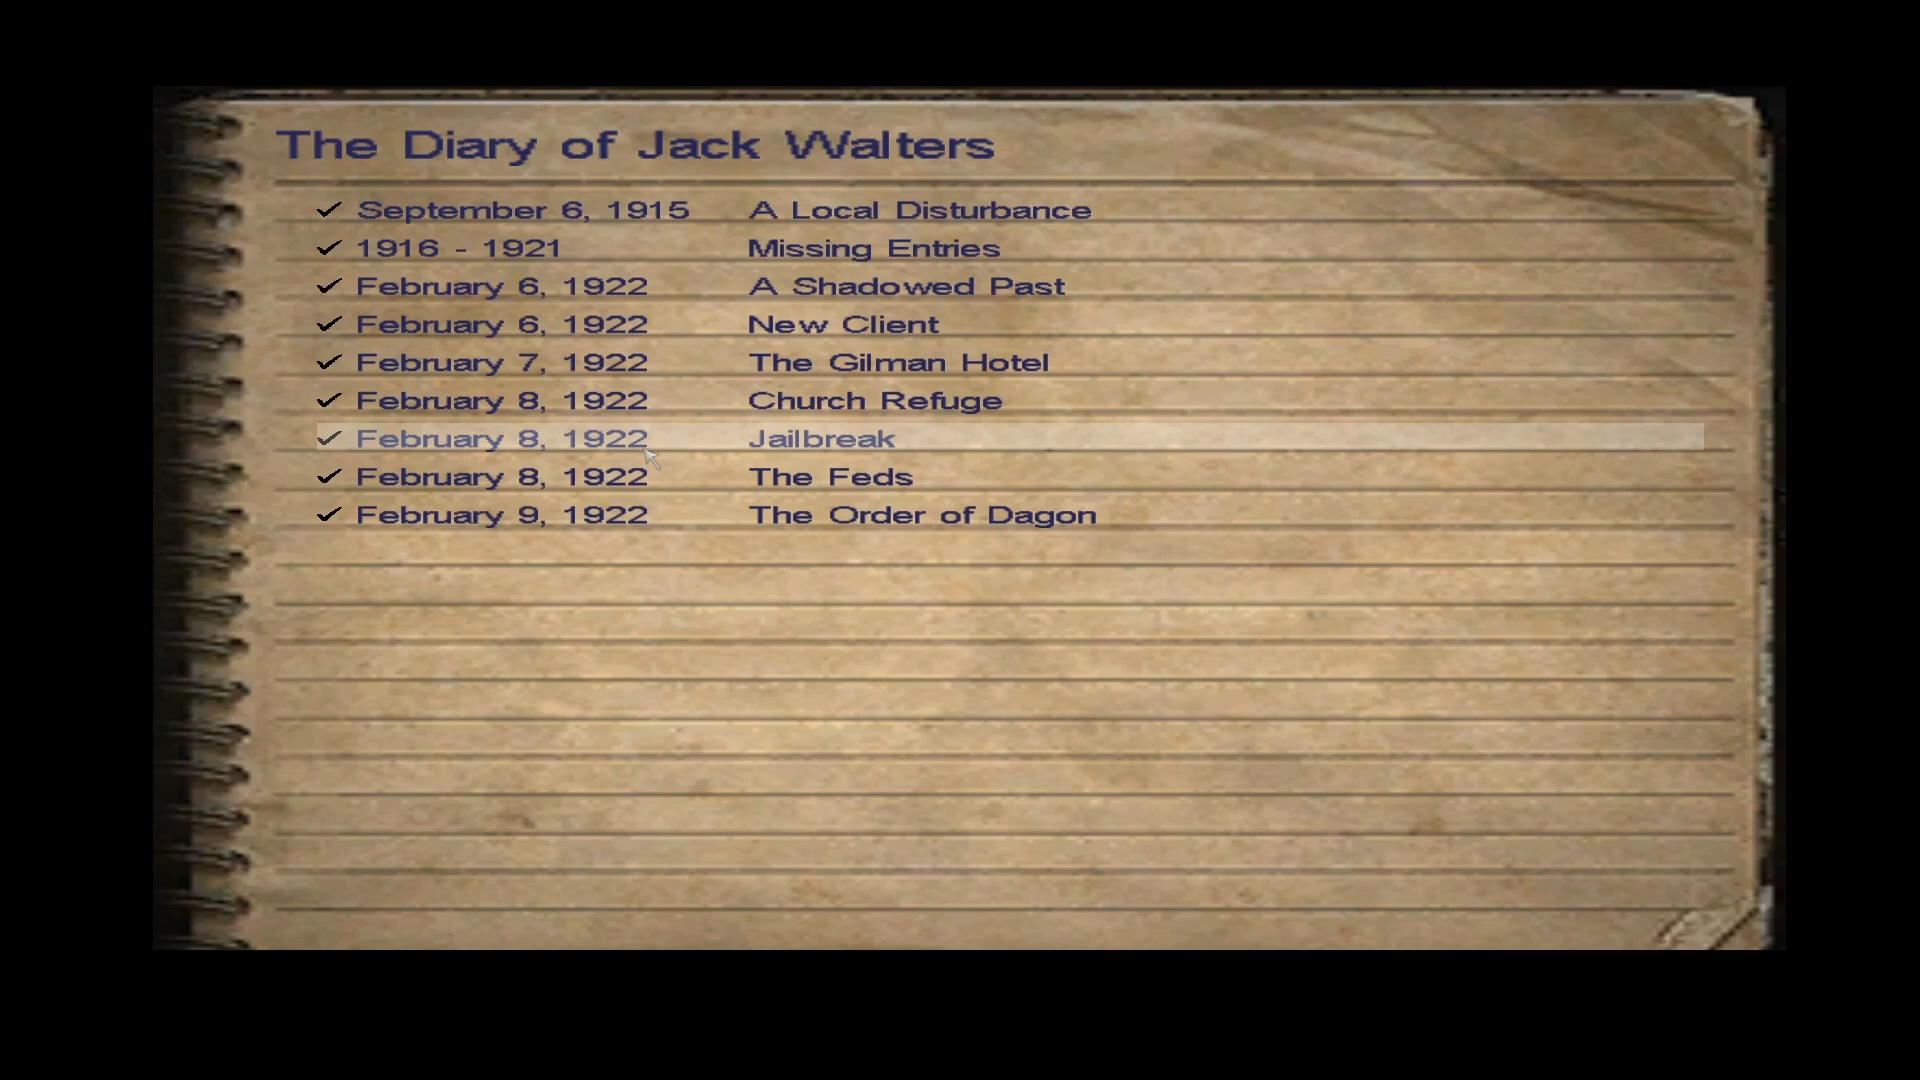 The Diary of Jack Walters
✓ September 6, 1915 A Local Disturbance
✓ 1916 - 1921 Missing Entries
✓ February 6, 1922 A Shadowed Past
✓ February 6, 1922 New Client
✓ February 7, 1922 The Gilman Hotel
✓ February 8, 1922 Church Refuge
✓ February 8, 1922 Jailbreak
✓ February 8, 1922 The Feds
✓ February 9, 1922 The Order of Dagon